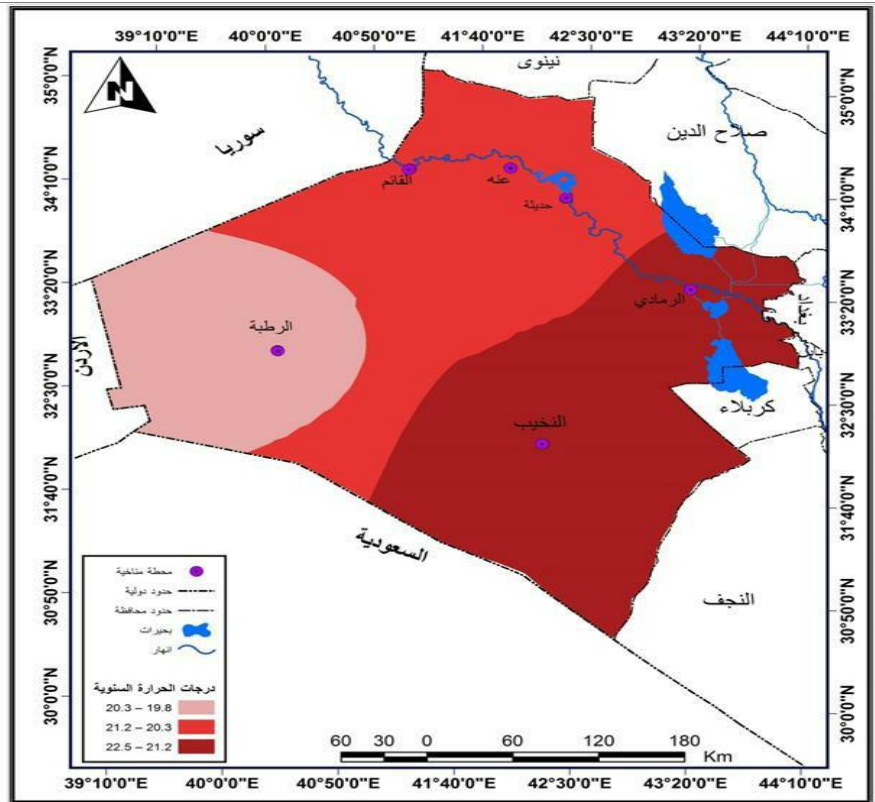 39°10'0"E 40°0'0"E 40°50'0"E 41°40'0"E 42°30'0"E 43°20'0"E 44°10'0"E
35°0'0"N
34°10'0"N
33°20'0"N
32°30'0"N
31°40'0"N
30°50'0"N
30°0'0"N
N
نينوى
صلاح الدين
سوريا
القائم
عنه
حديثة
الرمادي
بغداد
الرطبة
الاردن
كربلاء
النخيب
السعودية
النجف
35°0'0"N
34°10'0"N
33°20'0"N
32°30'0"N
31°40'0"N
30°50'0"N
30°0'0"N
محطة مناخية
حدود دولية
حدود محافظة
بحيرات
انهار
درجات الحرارة السنوية
20.3 – 19.8
21.2 – 20.3
22.5 – 21.2
60 30 0 60 120 180
Km
39°10'0"E 40°0'0"E 40°50'0"E 41°40'0"E 42°30'0"E 43°20'0"E 44°10'0"E